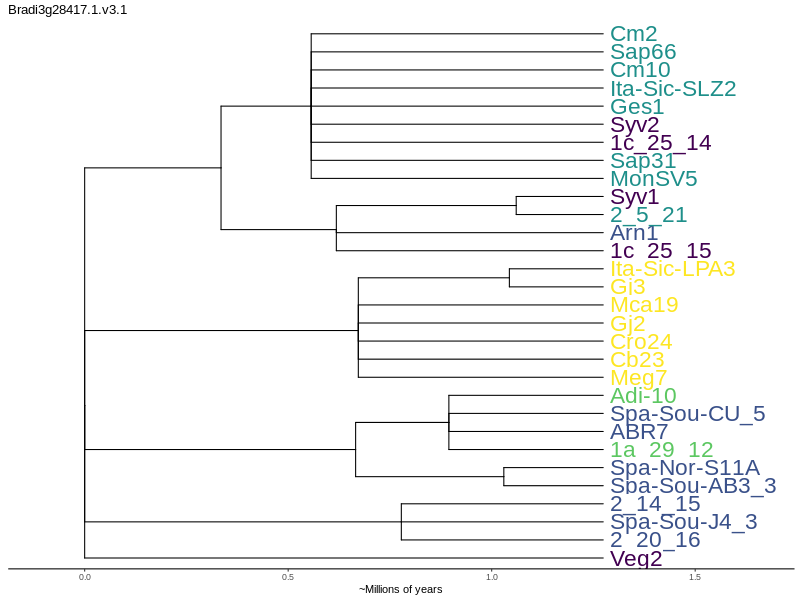 Bradi3g28417.1.v3.1
Cm2
Sap66
Cm10
Ita-Sic-SLZ2
Ges1
Syv2
1c_25_14
Sap31
MonSV5
Syv1
2_5_21
Arn1
1c_25_15
Ita-Sic-LPA3
Gi3
Mca19
Gj2
Cro24
Cb23
Meg7
Adi-10
Spa-Sou-CU_5
ABR7
1a_29_12
Spa-Nor-S11A
Spa-Sou-AB3_3
2_14_15
Spa-Sou-J4_3
2_20_16
Veg2
0.0 0.5 1.0 1.5
~Millions of years